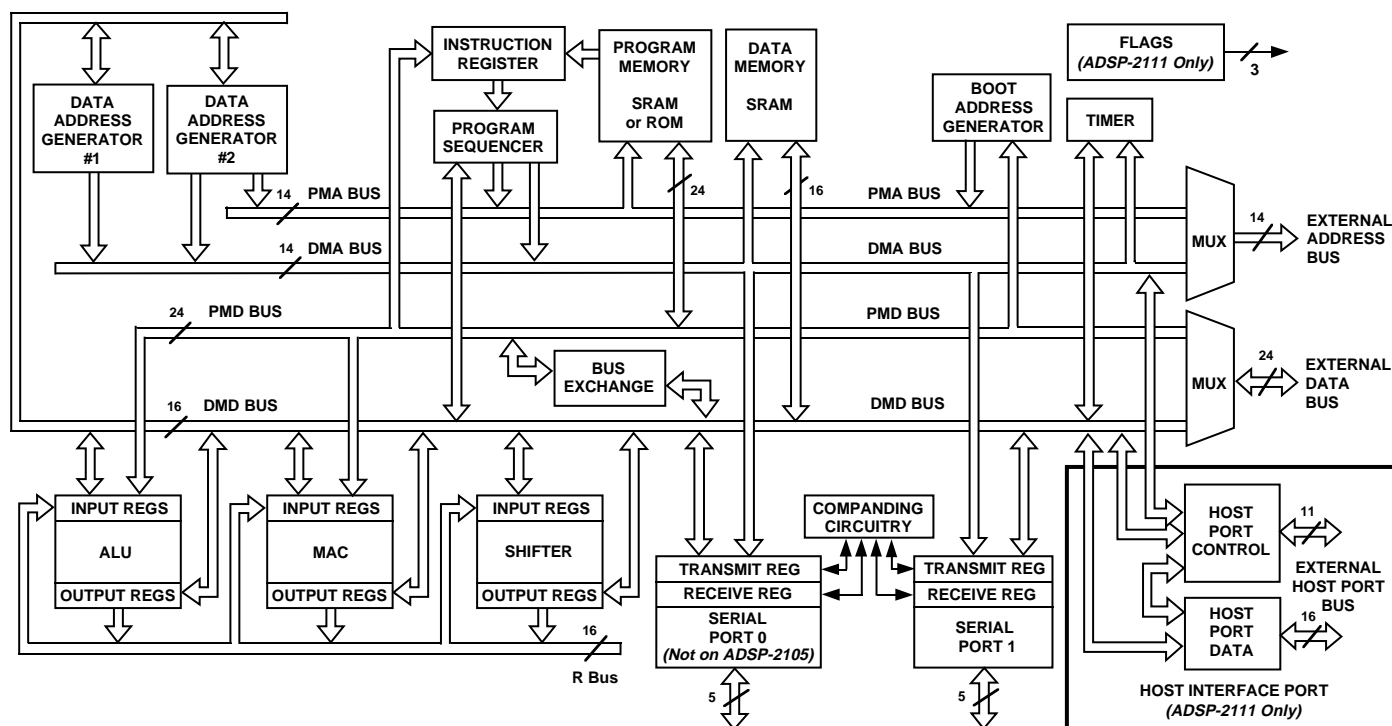 INSTRUCTION
REGISTER
PROGRAM
MEMORY
SRAM
or ROM
DATA
MEMORY
SRAM
FLAGS
(ADSP-2111 Only)
3
DATA
ADDRESS
GENERATOR
#1
DATA
ADDRESS
GENERATOR
#2
PROGRAM
SEQUENCER
BOOT
ADDRESS
GENERATOR
TIMER
24
16
14
PMA BUS
PMA BUS
14
DMA BUS
DMA BUS
MUX
14
EXTERNAL
ADDRESS
BUS
24
PMD BUS
PMD BUS
BUS
EXCHANGE
MUX
24
EXTERNAL
DATA
BUS
16
DMD BUS
DMD BUS
INPUT REGS
ALU
OUTPUT REGS
INPUT REGS
MAC
OUTPUT REGS
INPUT REGS
SHIFTER
OUTPUT REGS
16
R Bus
COMPANDING
CIRCUITRY
TRANSMIT REG
RECEIVE REG
SERIAL
PORT 0
(Not on ADSP-2105)
5
TRANSMIT REG
RECEIVE REG
SERIAL
PORT 1
5
HOST
PORT
CONTROL
11
EXTERNAL
HOST PORT
BUS
HOST
PORT
DATA
16
HOST INTERFACE PORT
(ADSP-2111 Only)